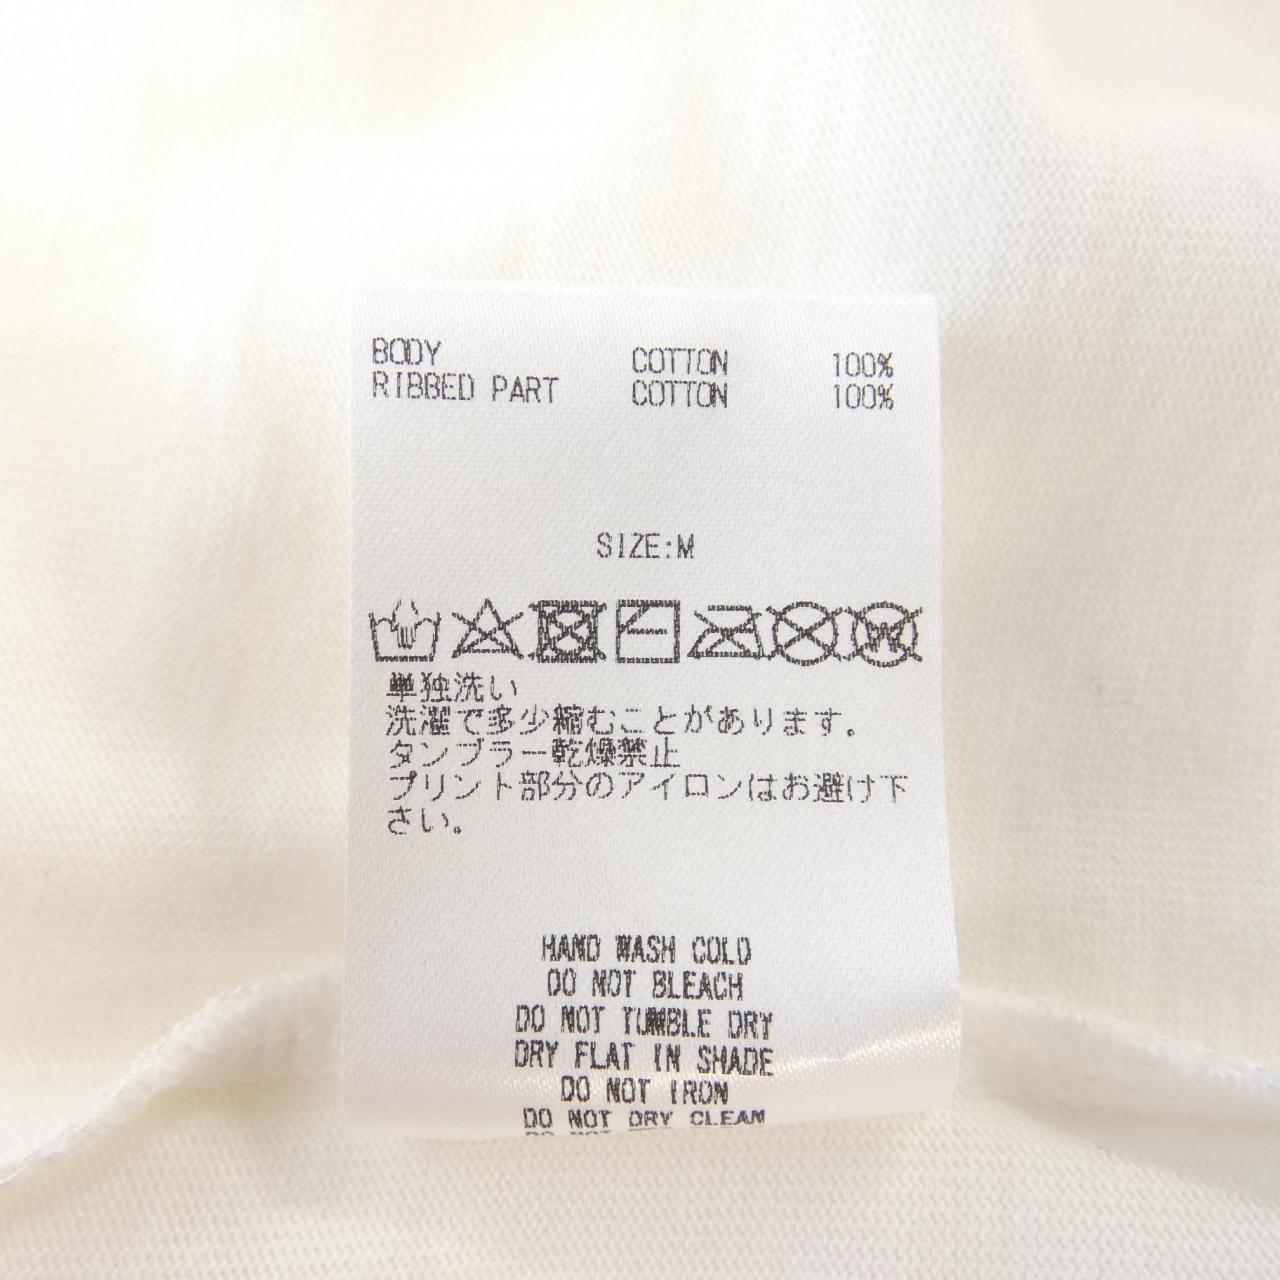 BODY COTTON 100%
RIBBED PART COTTON 100%
SIZE:M
W
単独洗い
洗濯で多少縮むことがあります。
タンブラー乾燥禁止
プリント部分のアイロンはお避け下
さい。
HAND WASH COLD
DO NOT BLEACH
DO NOT TUMBLE DRY
DRY FLAT IN SHADE
DO NOT IRON
DO NOT DRY CLEAN